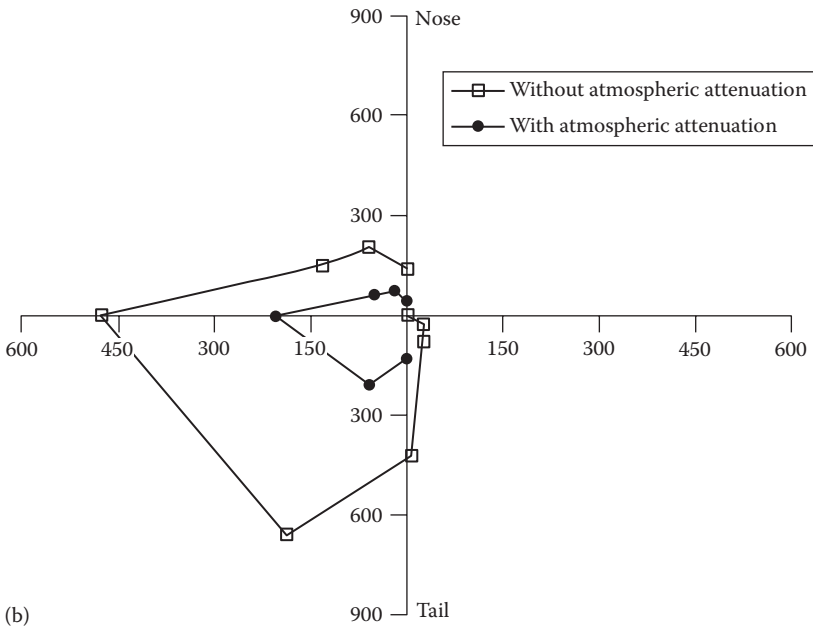 900 Nose
Without atmospheric attenuation
600
With atmospheric attenuation
300
600 450 300 150 150 300 450 600
300
600
900 Tail
(b)